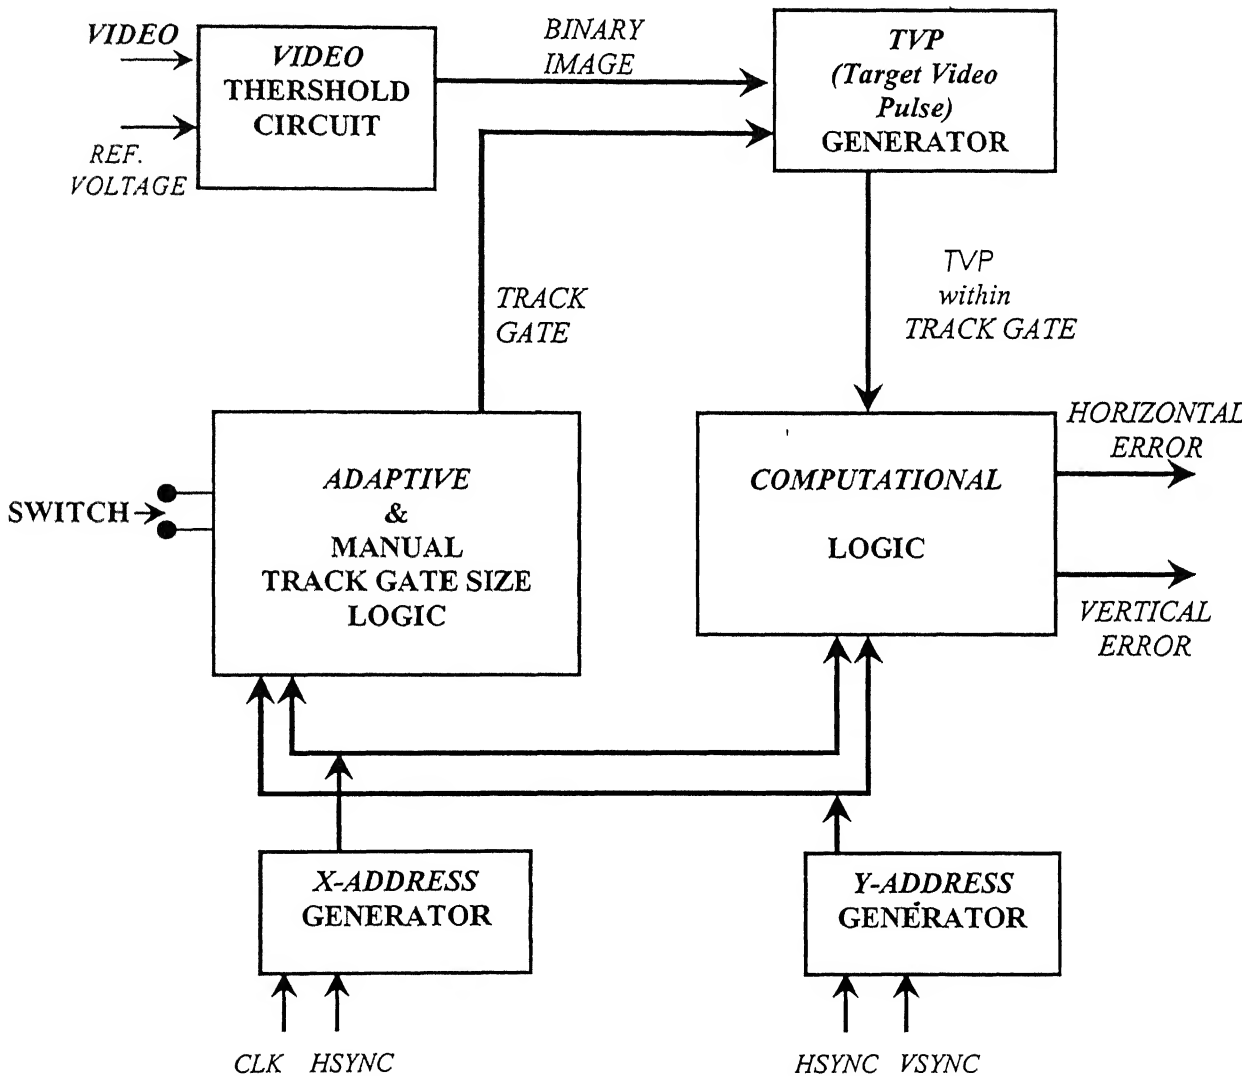 VIDEO
REF.
VOLTAGE
VIDEO
THERSHOLD
CIRCUIT
BINARY
IMAGE
TVP
(Target Video
Pulse)
GENERATOR
TRACK
GATE
TVP
within
TRACK GATE
SWITCH
ADAPTIVE
&
MANUAL
TRACK GATE SIZE
LOGIC
COMPUTATIONAL
LOGIC
HORIZONTAL
ERROR
VERTICAL
ERROR
X-ADDRESS
GENERATOR
Y-ADDRESS
GENERATOR
CLK HSYNC
HSYNC VSYNC